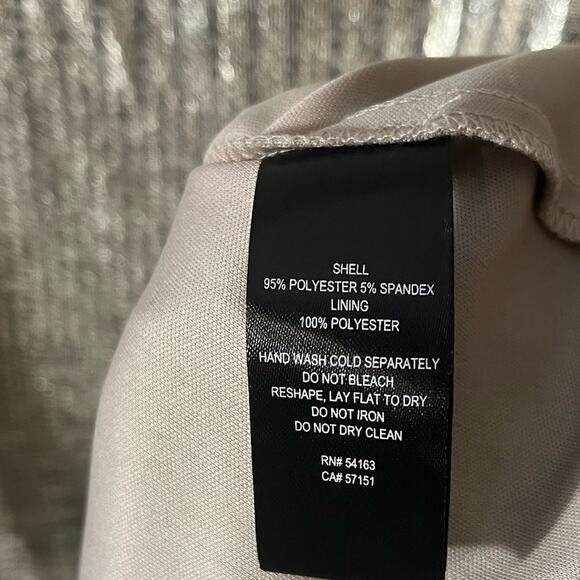 SHELL
95% POLYESTER 5% SPANDEX
LINING
100% POLYESTER
HAND WASH COLD SEPARATELY
DO NOT BLEACH
RESHAPE, LAY FLAT TO DRY
DO NOT IRON
DO NOT DRY CLEAN
RN# 54163
CA# 57151